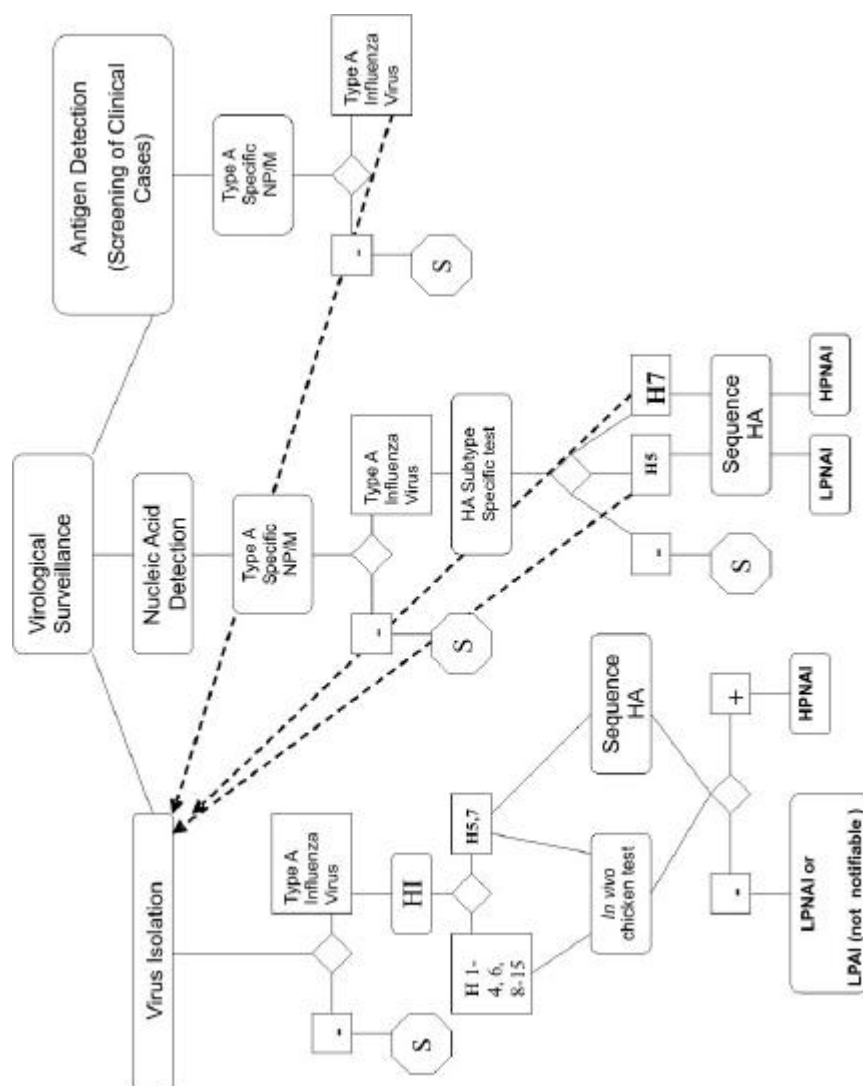 Virological
Surveillance
Virus Isolation
Nucleic Acid
Detection
Antigen Detection
(Screening of Clinical
Cases)
Type A
Influenza
Virus
-
S
HI
H 1-
4, 6,
8-15
H5,7
In vivo
chicken test
Sequence
HA
-
+
LPNAI or
LPAI (not notifiable )
HPNAI
Type A
Specific
NP/M
-
S
Type A
Influenza
Virus
HA Subtype
Specific test
-
S
H5
H7
Sequence
HA
LPNAI
HPNAI
Type A
Specific
NP/M
-
S
Type A
Influenza
Virus